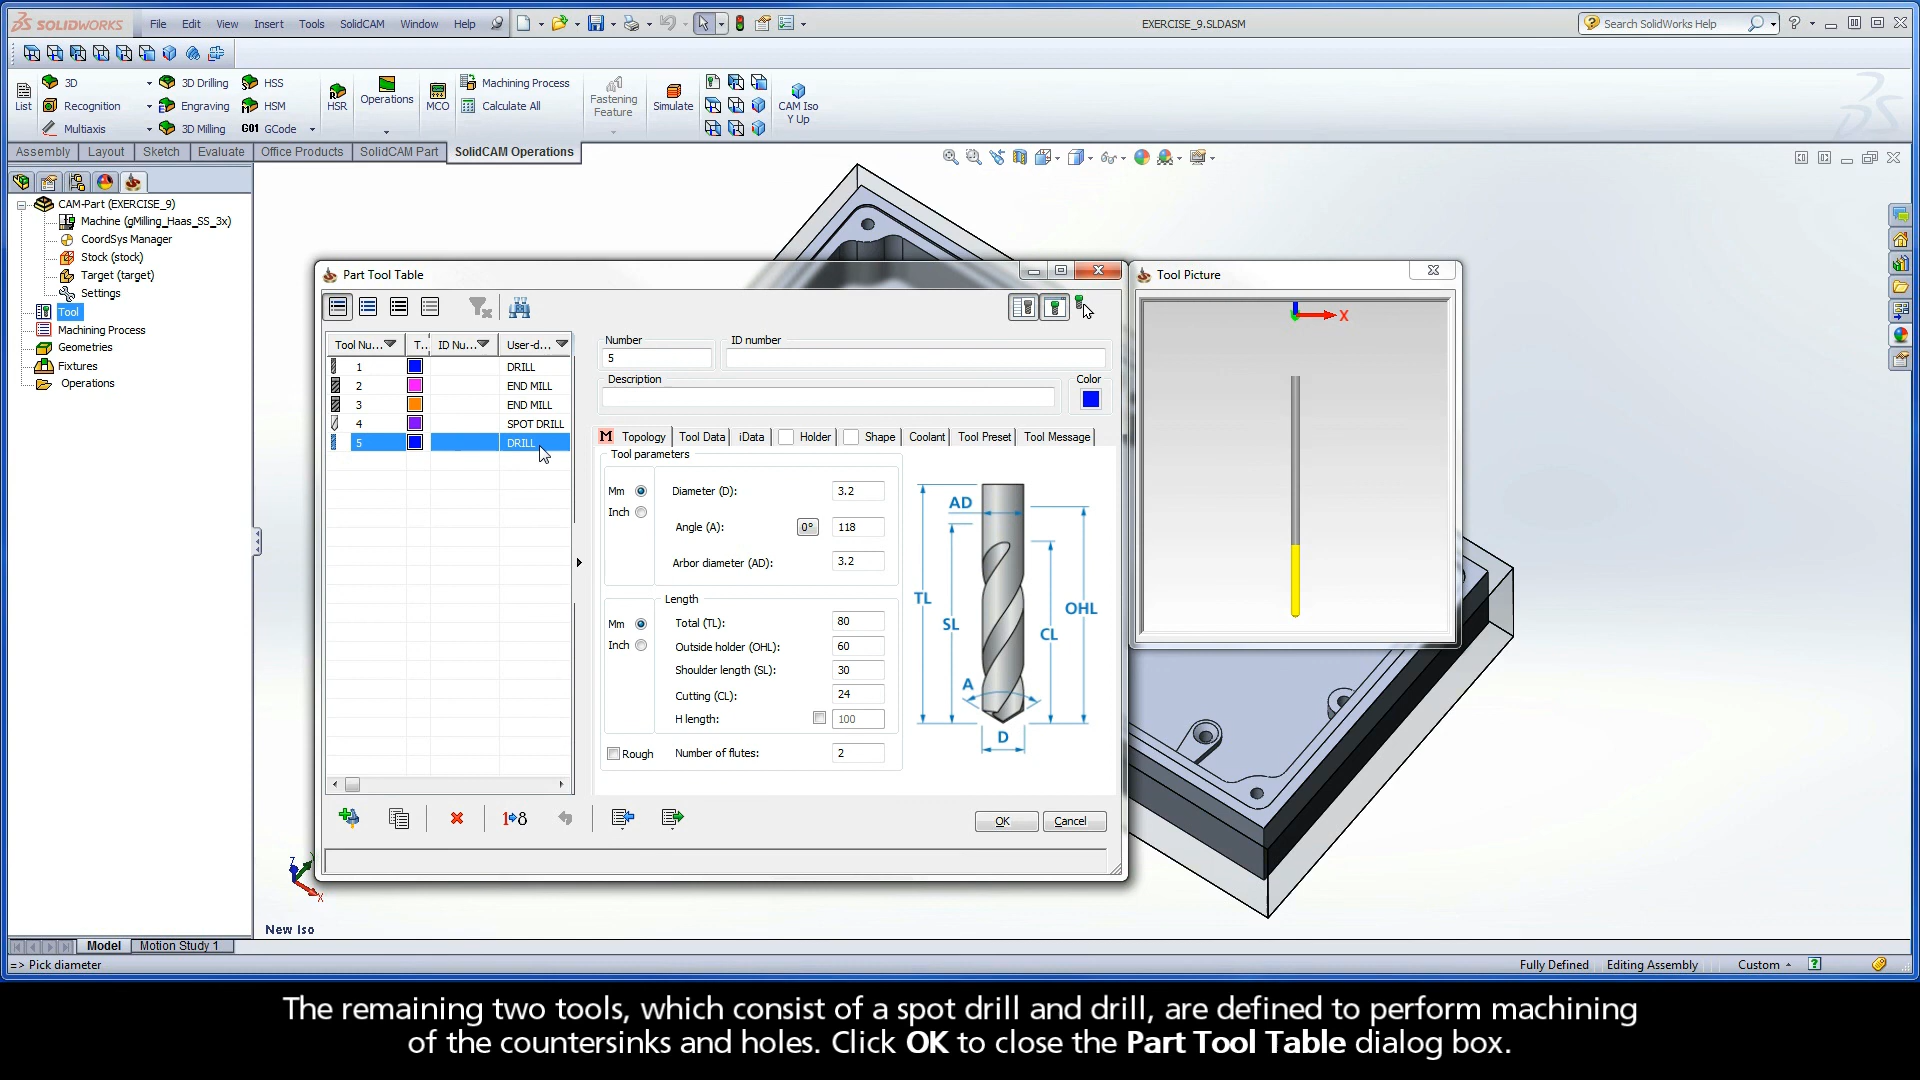 SOLIDWORKS File Edit View Insert Tools SolidCAM Window Help EXERCISE_9.SLDASM Search SolidWorks Help
3D 3D Drilling HSS Machining Process
List Recognition Engraving HSM HSR Operations MCO Calculate All Fastening Feature Simulate CAM Iso Y Up
Multiaxis 3D Milling G01 GCode
Assembly Layout Sketch Evaluate Office Products SolidCAM Part SolidCAM Operations
CAM-Part (EXERCISE_9)
Machine (gMilling_Haas_SS_3x)
CoordSys Manager
Stock (stock)
Target (target)
Settings
Tool
Machining Process
Geometries
Fixtures
Operations
Part Tool Table
Tool Nu... T.. ID Nu... User-d...
1 DRILL
2 END MILL
3 END MILL
4 SPOT DRILL
5 DRILL
Number ID number
5
Description Color
M Topology Tool Data iData Holder Shape Coolant Tool Preset Tool Message
Tool parameters
Mm Diameter (D): 3.2
Inch
Angle (A): 0° 118
Arbor diameter (AD): 3.2
Length
Mm Total (TL): 80
Inch Outside holder (OHL): 60
Shoulder length (SL): 30
Cutting (CL): 24
H length: 100
Rough Number of flutes: 2
AD
TL
SL
CL
OHL
A
D
1 8
OK Cancel
Tool Picture
X
Z
X
New Iso
Model Motion Study 1
=> Pick diameter Fully Defined Editing Assembly Custom
The remaining two tools, which consist of a spot drill and drill, are defined to perform machining
of the countersinks and holes. Click OK to close the Part Tool Table dialog box.